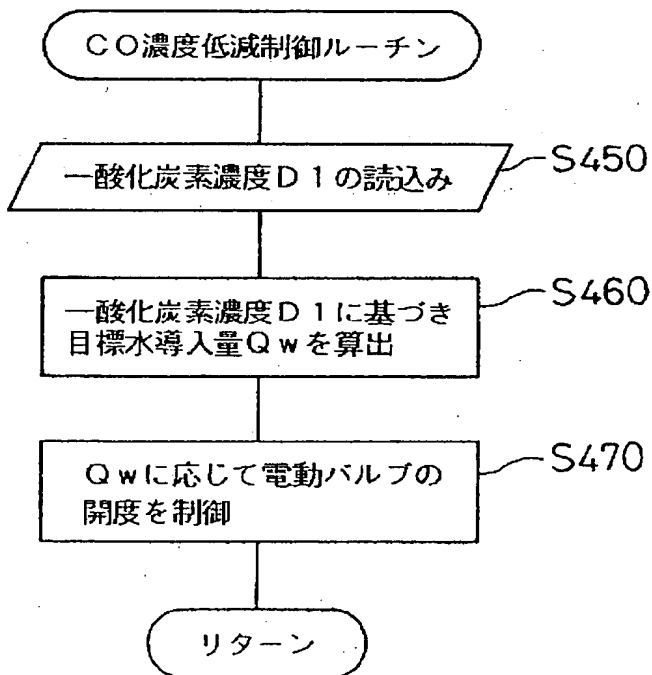 CO濃度低減制御ルーチン
一酸化炭素濃度D1の読込み
S450
一酸化炭素濃度D1に基づき
目標水導入量Qwを算出
S460
Qwに応じて電動バルブの
開度を制御
S470
リターン